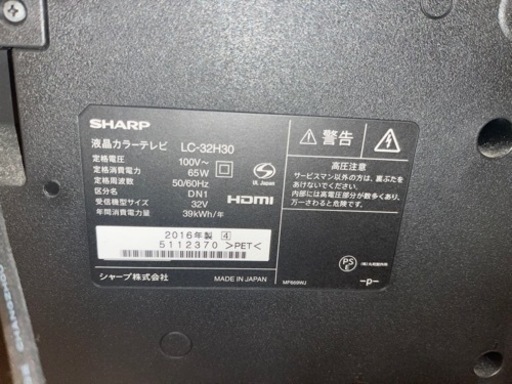 SHARP
液晶カラーテレビ LC-32H30
定格電圧 100V~
定格消費電力 65W
定格周波数 50/60Hz
区分名 DN1
受信機型サイズ 32V
年間消費電力量 39kWh/年
UL Japan
HDMI
2016年製 4
5112370 >PET<
シャープ株式会社 MADE IN JAPAN
⚠警告
高圧注意
サービスマン以外の方は、裏ぶたを
あけないでください。
内部には高電圧部分が数多くあり、
万一さわると危険です。
PS
E
-P-